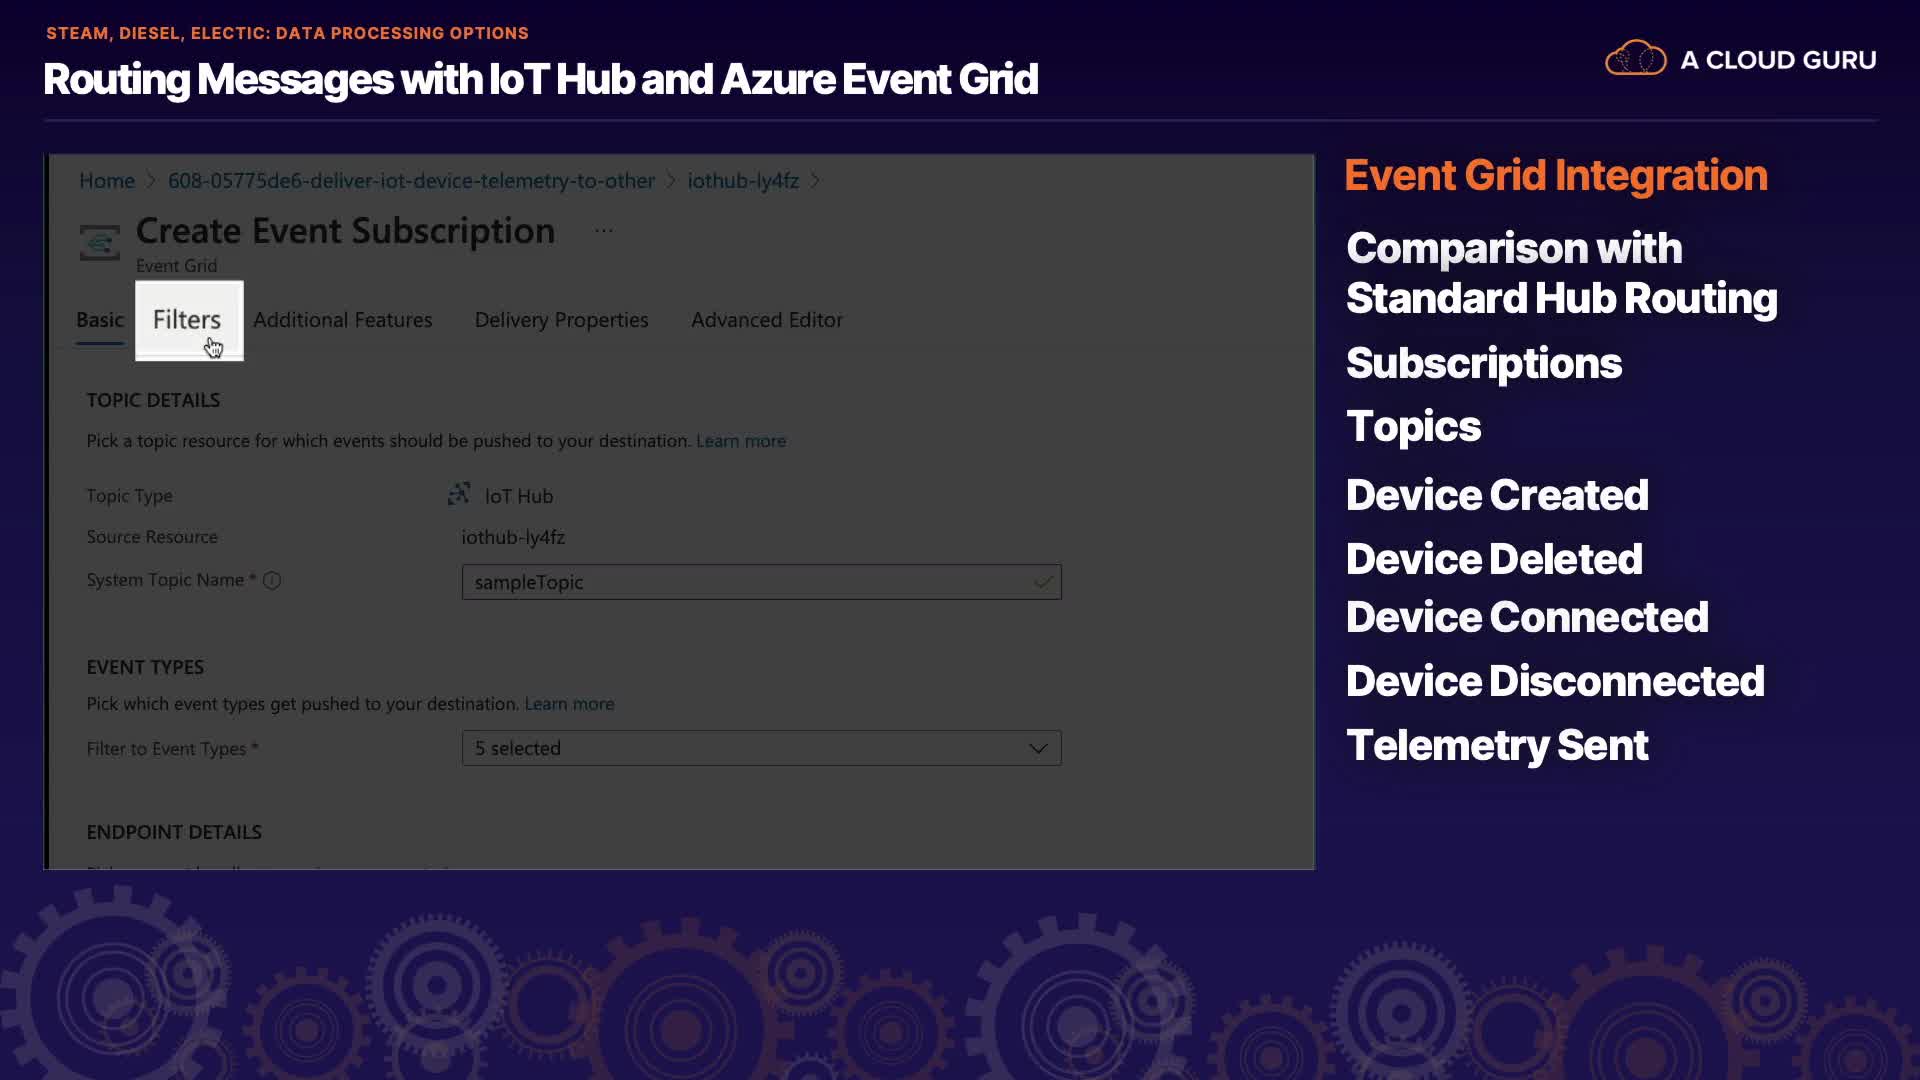 STEAM, DIESEL, ELECTIC: DATA PROCESSING OPTIONS
Routing Messages with IoT Hub and Azure Event Grid
A CLOUD GURU
Home > 608-05775de6-deliver-iot-device-telemetry-to-other > iothub-ly4fz >
Create Event Subscription ...
Event Grid
Basic Filters Additional Features Delivery Properties Advanced Editor
TOPIC DETAILS
Pick a topic resource for which events should be pushed to your destination. Learn more
Topic Type IoT Hub
Source Resource iothub-ly4fz
System Topic Name * sampleTopic
EVENT TYPES
Pick which event types get pushed to your destination. Learn more
Filter to Event Types * 5 selected
ENDPOINT DETAILS
Event Grid Integration
Comparison with
Standard Hub Routing
Subscriptions
Topics
Device Created
Device Deleted
Device Connected
Device Disconnected
Telemetry Sent